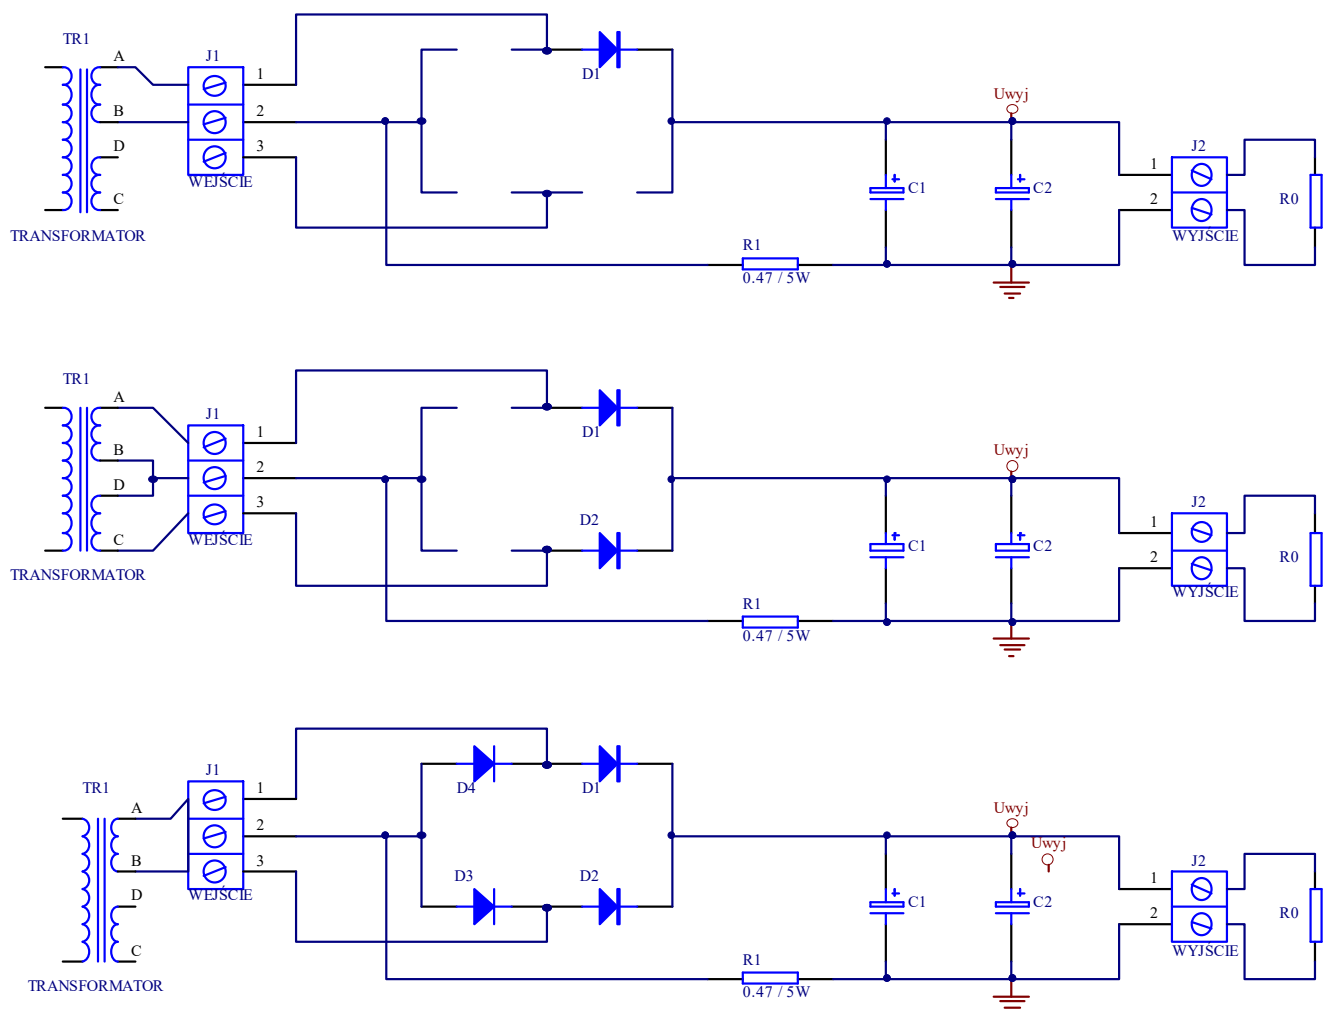 TR1
A
J1
1
D1
Uwyj
B
2
D
3
J2
1
WEJŚCIE
C1
C2
C
2
R0
TRANSFORMATOR
WYJŚCIE
R1
0.47 / 5W
TR1
A
J1
1
D1
Uwyj
B
2
D
3
D2
J2
1
WEJŚCIE
C1
C2
C
2
R0
TRANSFORMATOR
WYJŚCIE
R1
0.47 / 5W
J1
TR1
1
D4
D1
A
2
Uwyj
Uwyj
B
3
D3
D2
J2
1
WEJŚCIE
D
C1
C2
2
R0
C
WYJŚCIE
TRANSFORMATOR
R1
0.47 / 5W